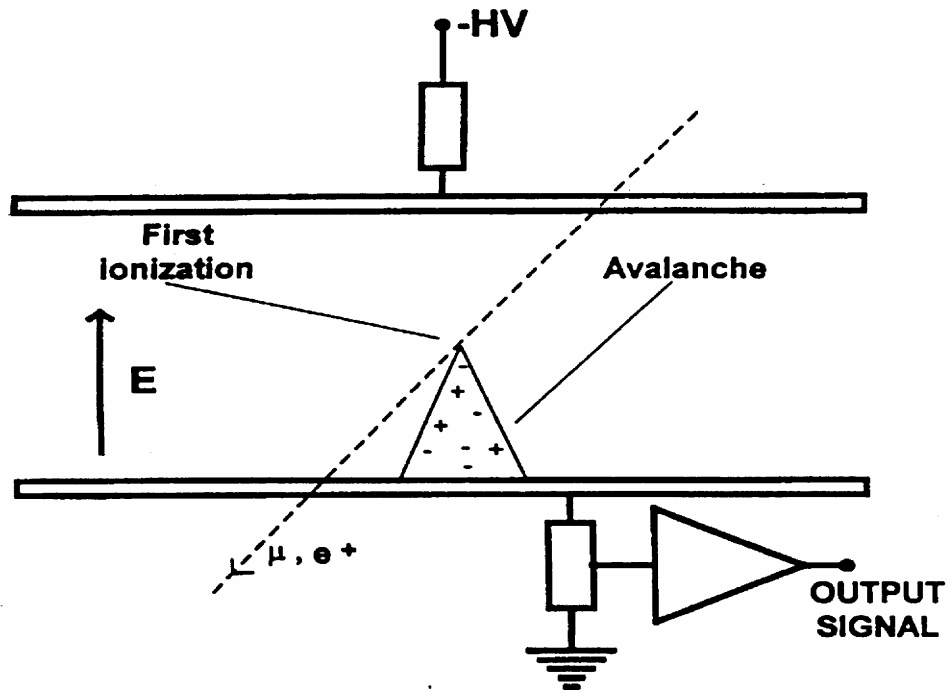 -HV
First
ionization
Avalanche
E
+
-
+
-
-
-
+
-
μ, e+
OUTPUT
SIGNAL